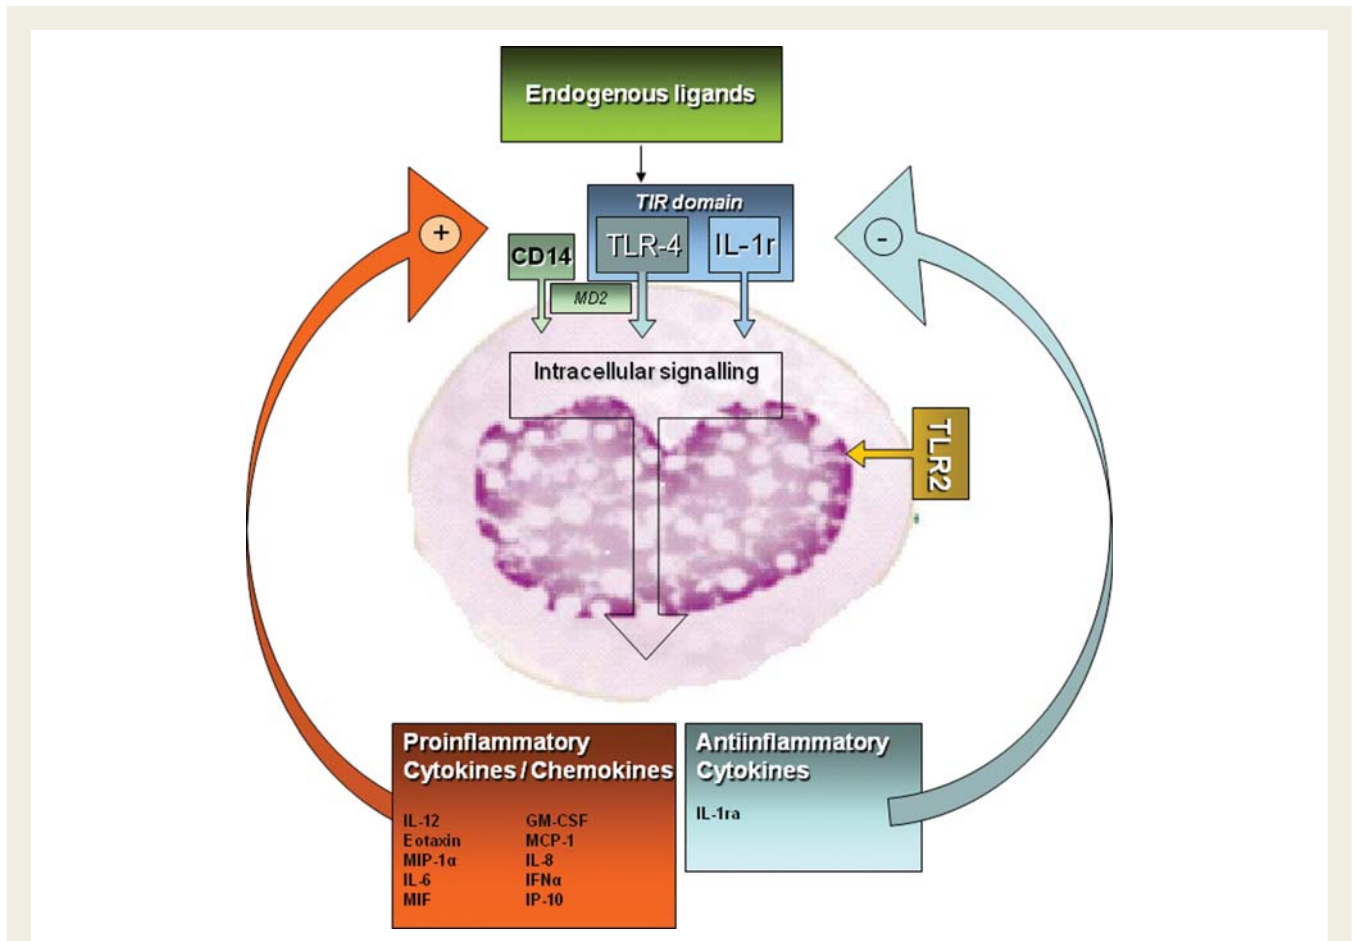 Endogenous ligands
TIR domain
+
CD14
TLR-4
IL-1r
-
MD2
Intracellular signalling
TLR2
Proinflammatory
Cytokines / Chemokines
IL-12
Eotaxin
MIP-1α
IL-6
MIF
GM-CSF
MCP-1
IL-8
IFNα
IP-10
Antiinflammatory
Cytokines
IL-1ra